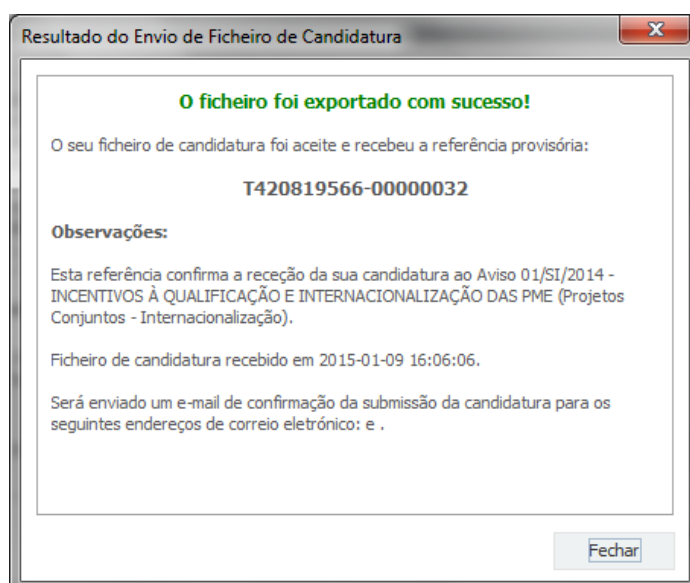 Resultado do Envio de Ficheiro de Candidatura
O ficheiro foi exportado com sucesso!
O seu ficheiro de candidatura foi aceite e recebeu a referência provisória:
T420819566-00000032
Observações:
Esta referência confirma a receção da sua candidatura ao Aviso 01/SI/2014 -
INCENTIVOS À QUALIFICAÇÃO E INTERNACIONALIZAÇÃO DAS PME (Projetos
Conjuntos - Internacionalização).
Ficheiro de candidatura recebido em 2015-01-09 16:06:06.
Será enviado um e-mail de confirmação da submissão da candidatura para os
seguintes endereços de correio eletrónico: e .
Fechar